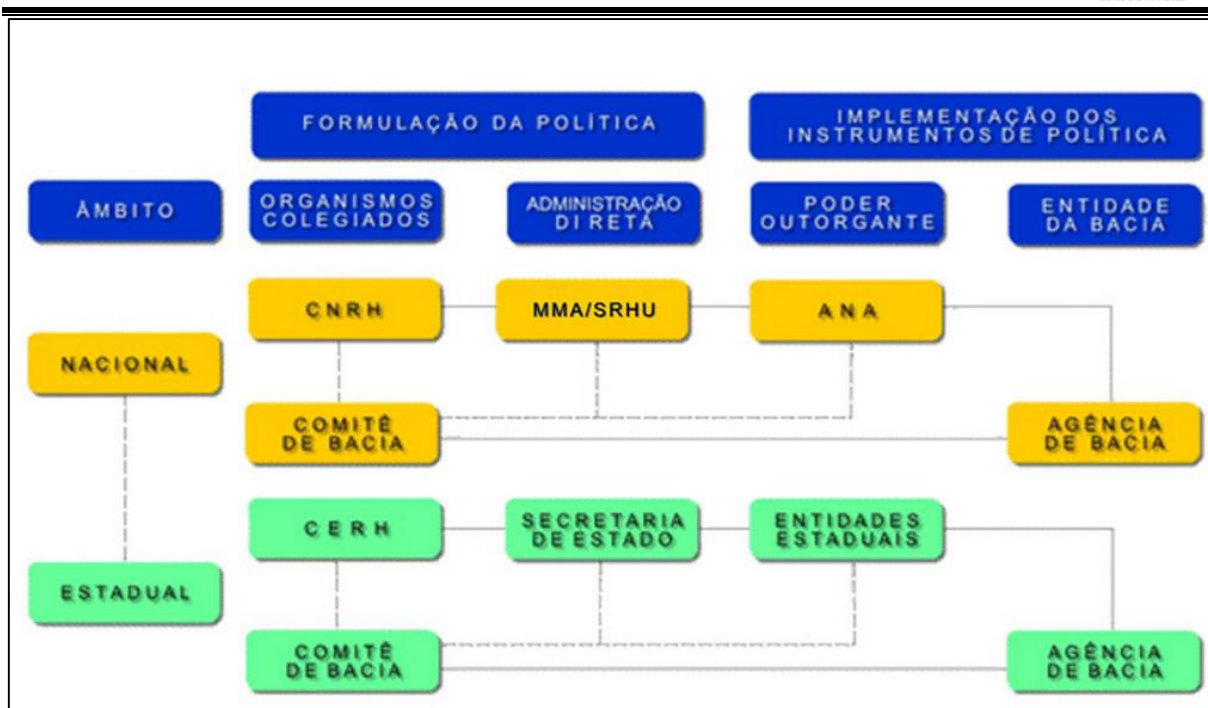 FORMULAÇÃO DA POLÍTICA
IMPLEMENTAÇÃO DOS
INSTRUMENTOS DE POLÍTICA
ÂMBITO
ORGANISMOS
COLEGIADOS
ADMINISTRAÇÃO
DIRETA
PODER
OUTORGANTE
ENTIDADE
DA BACIA
CNRH
MMA/SRHU
ANA
NACIONAL
COMITÊ
DE BACIA
AGÊNCIA
DE BACIA
CERH
SECRETARIA
DE ESTADO
ENTIDADES
ESTADUAIS
ESTADUAL
COMITÊ
DE BACIA
AGÊNCIA
DE BACIA